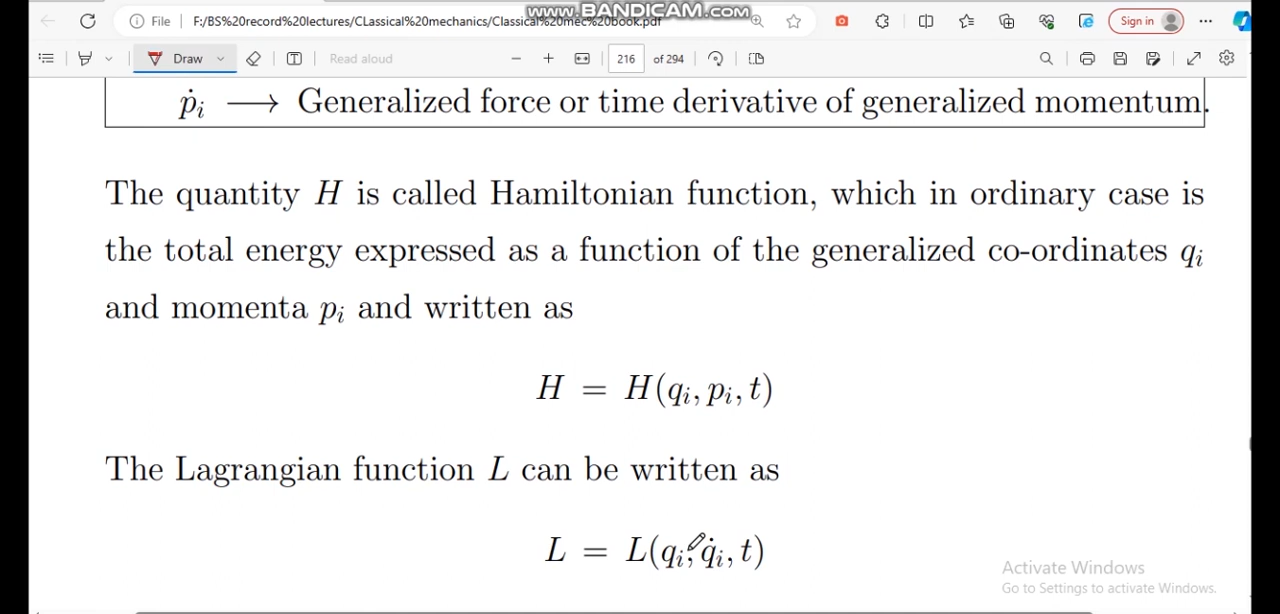 www.BANDICAM.com
File F:/BS%20record%20lectures/CLassical%20mechanics/Classical%20mec%20book.pdf Sign in
Draw Read aloud 216 of 294
ṗᵢ ⟶ Generalized force or time derivative of generalized momentum.
The quantity H is called Hamiltonian function, which in ordinary case is
the total energy expressed as a function of the generalized co-ordinates qᵢ
and momenta pᵢ and written as
H = H(qᵢ, pᵢ, t)
The Lagrangian function L can be written as
L = L(qᵢ, q̇ᵢ, t)
Activate Windows
Go to Settings to activate Windows.